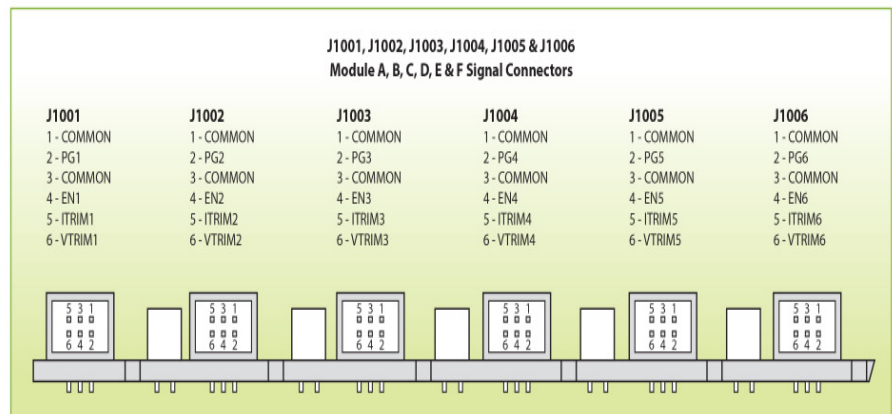 J1001, J1002, J1003, J1004, J1005 & J1006
Module A, B, C, D, E & F Signal Connectors
J1001
1 - COMMON
2 - PG1
3 - COMMON
4 - EN1
5 - ITRIM1
6 - VTRIM1
J1002
1 - COMMON
2 - PG2
3 - COMMON
4 - EN2
5 - ITRIM2
6 - VTRIM2
J1003
1 - COMMON
2 - PG3
3 - COMMON
4 - EN3
5 - ITRIM3
6 - VTRIM3
J1004
1 - COMMON
2 - PG4
3 - COMMON
4 - EN4
5 - ITRIM4
6 - VTRIM4
J1005
1 - COMMON
2 - PG5
3 - COMMON
4 - EN5
5 - ITRIM5
6 - VTRIM5
J1006
1 - COMMON
2 - PG6
3 - COMMON
4 - EN6
5 - ITRIM6
6 - VTRIM6
5 3 1
6 4 2
5 3 1
6 4 2
5 3 1
6 4 2
5 3 1
6 4 2
5 3 1
6 4 2
5 3 1
6 4 2